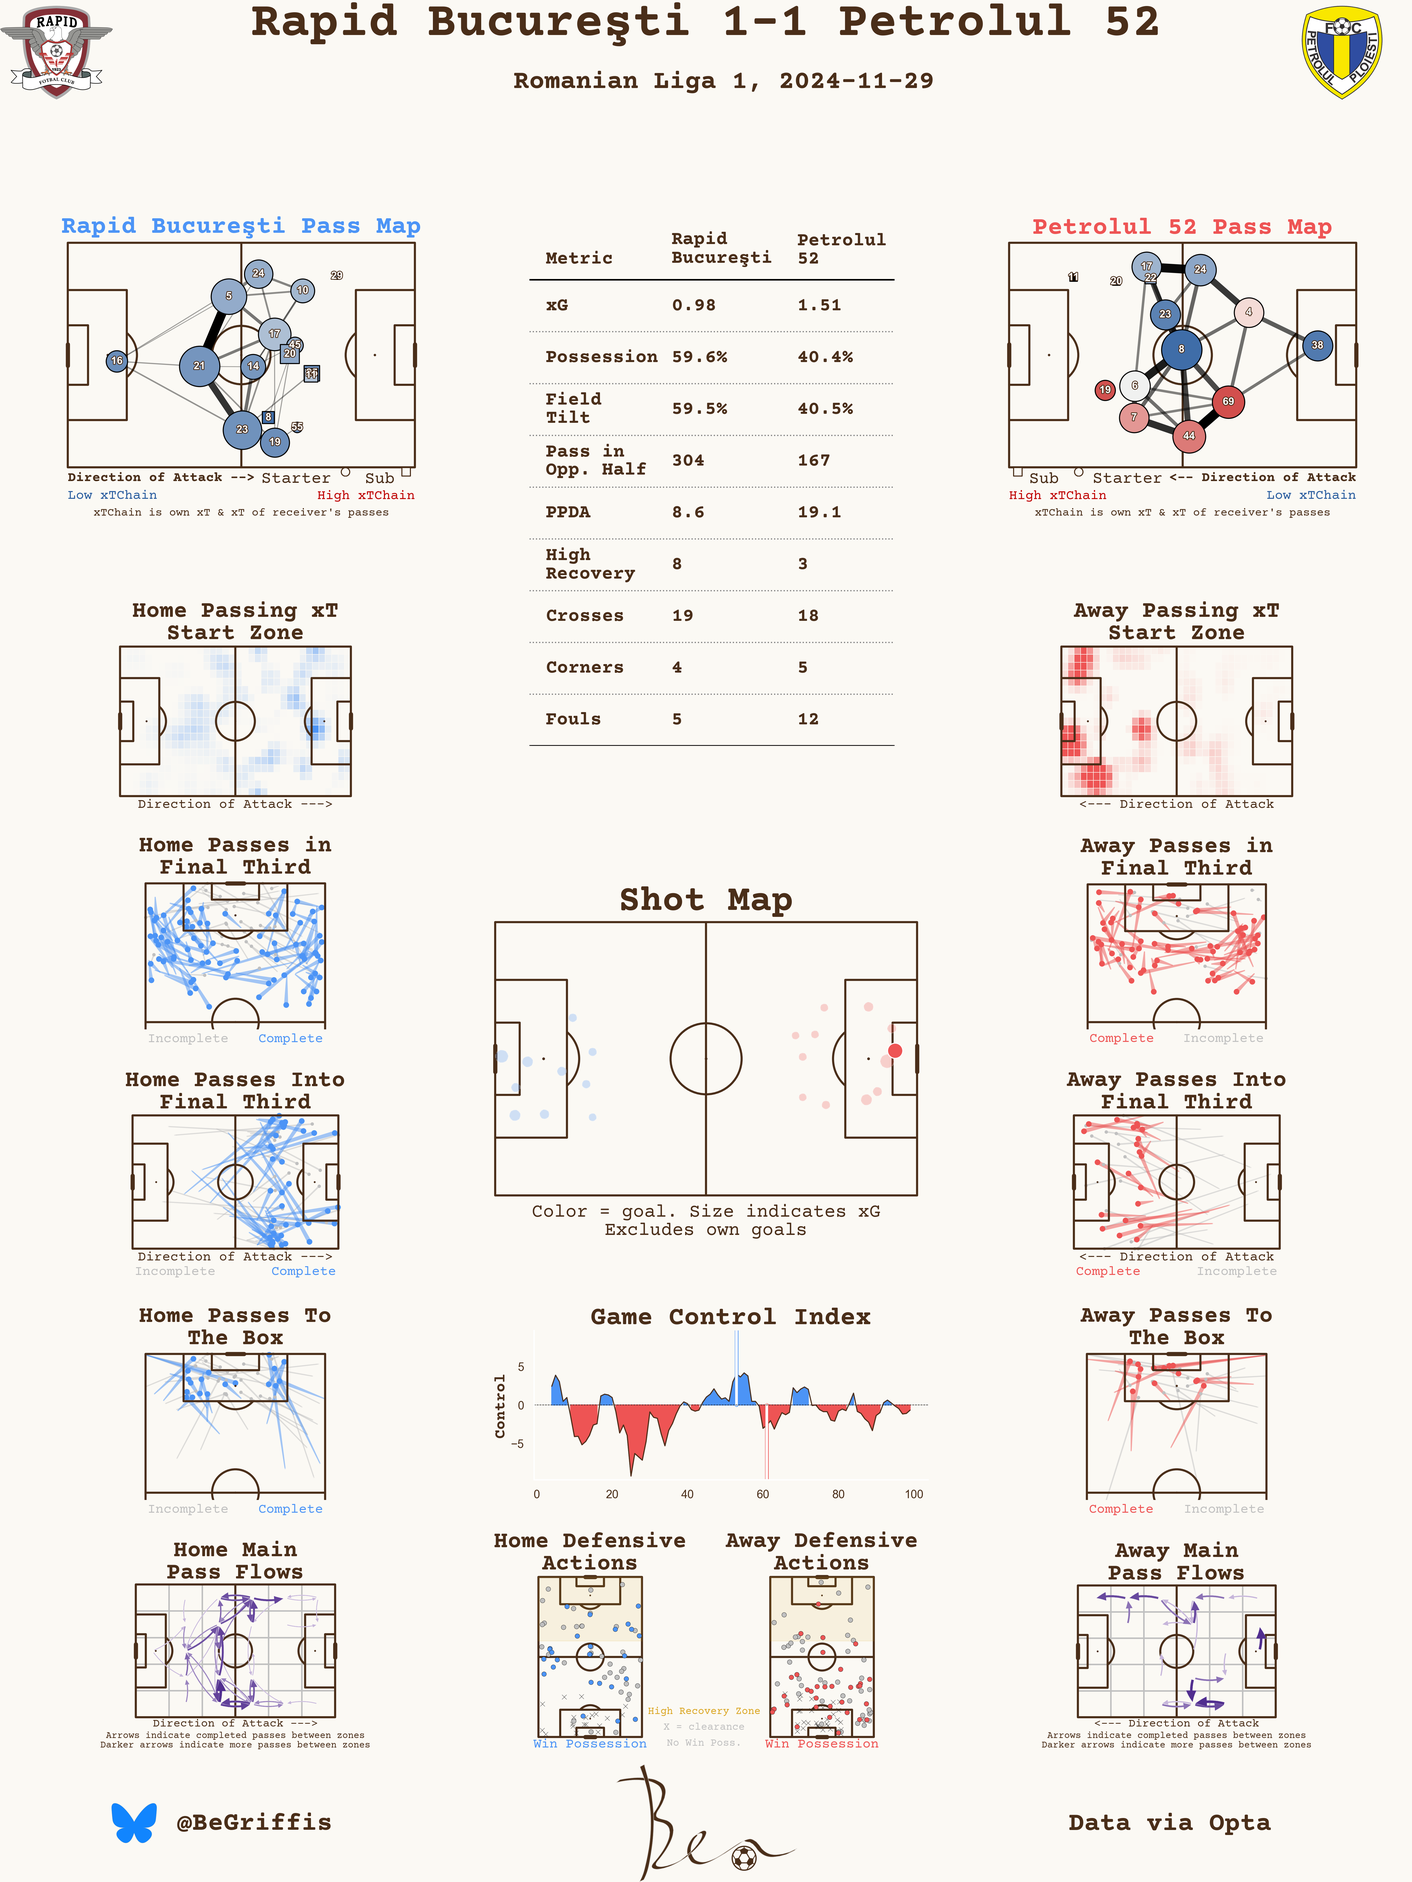 Rapid Bucureşti 1-1 Petrolul 52
Romanian Liga 1, 2024-11-29
RAPID
1923
FOTBAL CLUB
FC
PETROLUL PLOIESTI
Rapid Bucureşti Pass Map
24
29
5
10
17
45
20
16
21
14
11
8
23
55
19
Direction of Attack --> Starter Sub
Low xTChain High xTChain
xTChain is own xT & xT of receiver's passes
Metric Rapid Bucureşti Petrolul 52
xG 0.98 1.51
Possession 59.6% 40.4%
Field Tilt 59.5% 40.5%
Pass in Opp. Half 304 167
PPDA 8.6 19.1
High Recovery 8 3
Crosses 19 18
Corners 4 5
Fouls 5 12
Petrolul 52 Pass Map
17
24
11
22
20
23
4
8
38
6
19
69
7
44
Sub Starter <-- Direction of Attack
High xTChain Low xTChain
xTChain is own xT & xT of receiver's passes
Home Passing xT
Start Zone
Direction of Attack --->
Away Passing xT
Start Zone
<--- Direction of Attack
Home Passes in
Final Third
Incomplete Complete
Away Passes in
Final Third
Complete Incomplete
Shot Map
Color = goal. Size indicates xG
Excludes own goals
Home Passes Into
Final Third
Direction of Attack --->
Incomplete Complete
Away Passes Into
Final Third
<--- Direction of Attack
Complete Incomplete
Home Passes To
The Box
Incomplete Complete
Game Control Index
Control
5
0
−5
0 20 40 60 80 100
Away Passes To
The Box
Complete Incomplete
Home Main
Pass Flows
Direction of Attack --->
Arrows indicate completed passes between zones
Darker arrows indicate more passes between zones
Home Defensive
Actions
Win Possession
High Recovery Zone
X = clearance
No Win Poss.
Away Defensive
Actions
Win Possession
Away Main
Pass Flows
<--- Direction of Attack
Arrows indicate completed passes between zones
Darker arrows indicate more passes between zones
@BeGriffis
Ben
Data via Opta